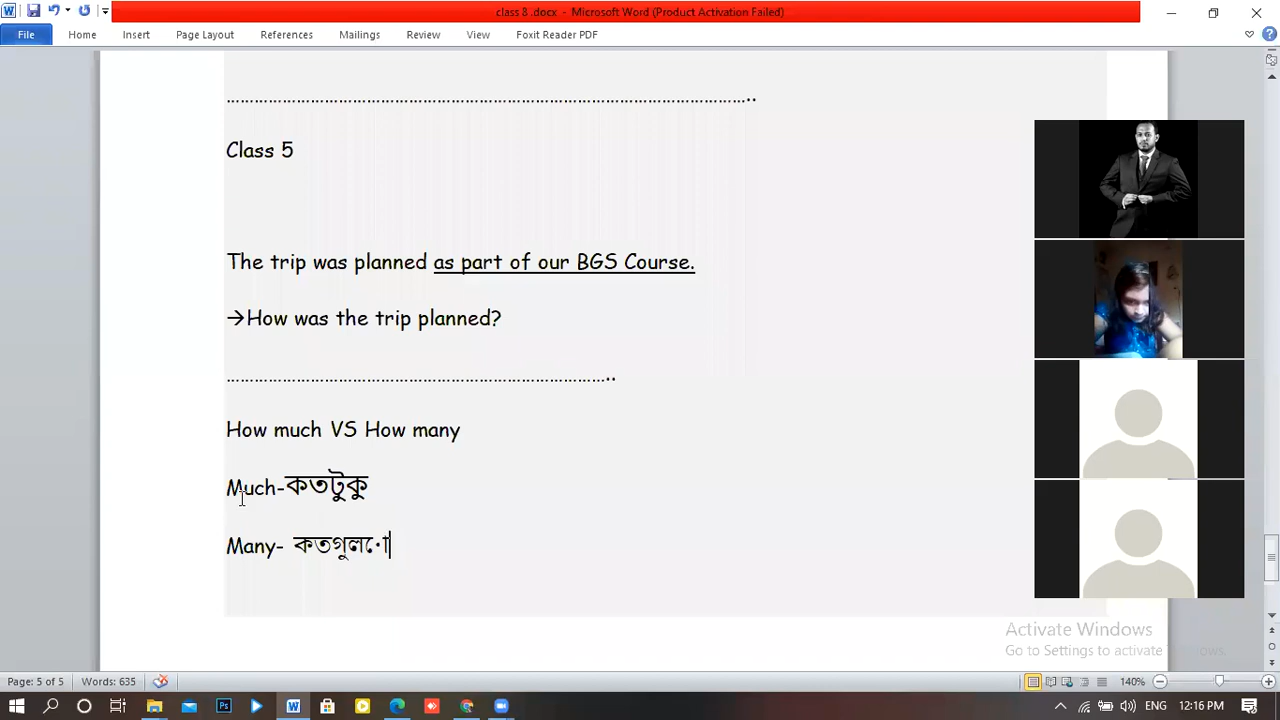 class 8 .docx - Microsoft Word (Product Activation Failed)
File Home Insert Page Layout References Mailings Review View Foxit Reader PDF
…………………………………………………………………………………………………..
Class 5
The trip was planned as part of our BGS Course.
→How was the trip planned?
………………………………………………………………………..
How much VS How many
Much-কতটুকু
Many- কতগুলো
Activate Windows
Go to Settings to activate Windows.
Page: 5 of 5 Words: 635 140%
ENG 12:16 PM